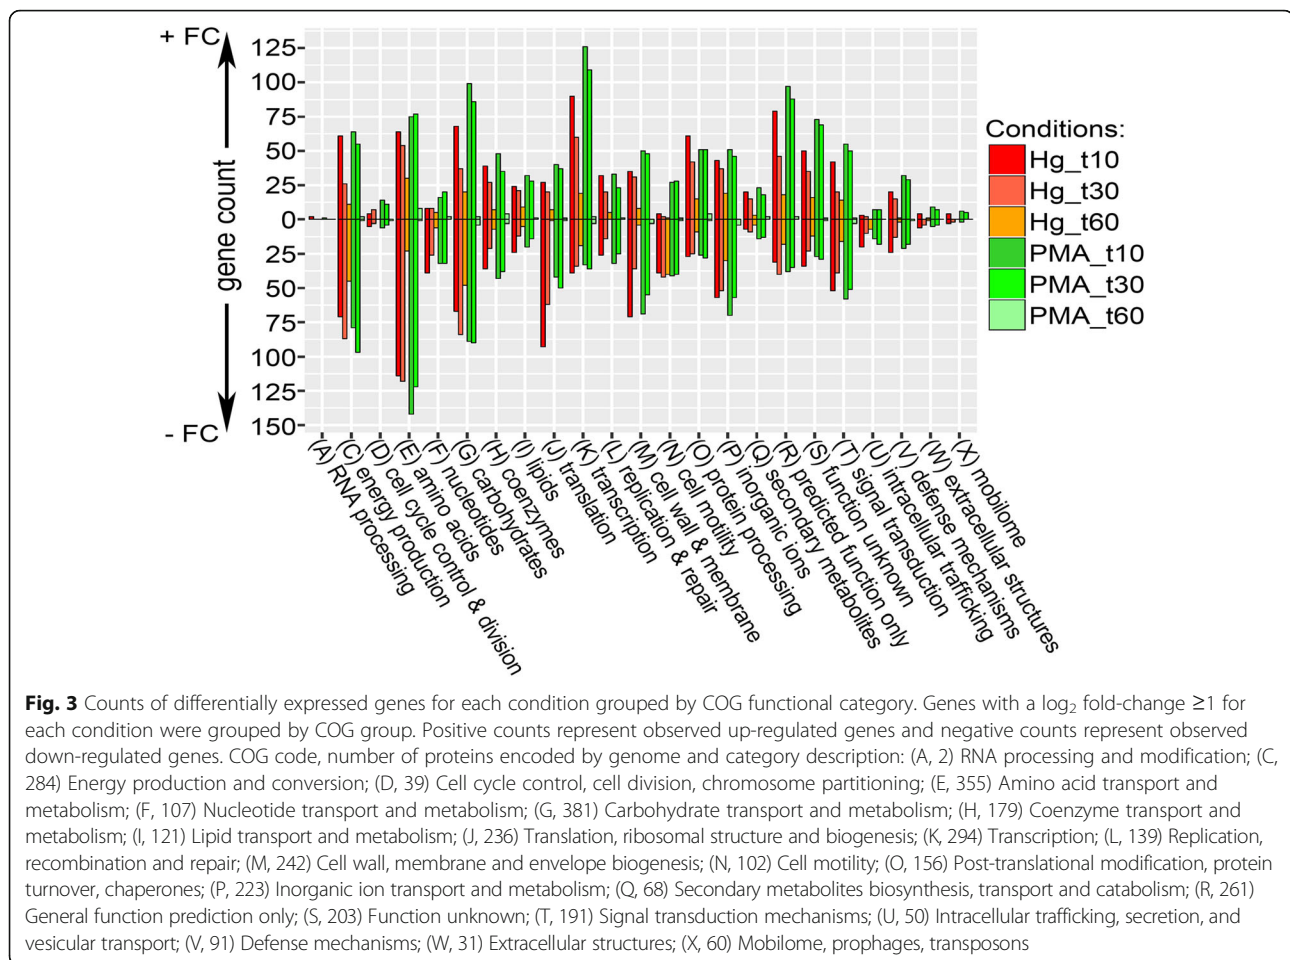 + FC
125
100
75
50
25
0
25
50
75
100
125
150
- FC
gene count
(A) RNA processing
(C) energy production
(D) cell cycle control & division
(E) amino acids
(F) nucleotides
(G) carbohydrates
(H) coenzymes
(I) lipids
(J) translation
(K) transcription
(L) replication & repair
(M) cell wall & membrane
(N) cell motility
(O) protein processing
(P) inorganic ions
(Q) secondary metabolites
(R) predicted function only
(S) function unknown
(T) signal transduction
(U) intracellular trafficking
(V) defense mechanisms
(W) extracellular structures
(X) mobilome
Conditions:
Hg_t10
Hg_t30
Hg_t60
PMA_t10
PMA_t30
PMA_t60
Fig. 3 Counts of differentially expressed genes for each condition grouped by COG functional category. Genes with a log2 fold-change ≥1 for
each condition were grouped by COG group. Positive counts represent observed up-regulated genes and negative counts represent observed
down-regulated genes. COG code, number of proteins encoded by genome and category description: (A, 2) RNA processing and modification; (C,
284) Energy production and conversion; (D, 39) Cell cycle control, cell division, chromosome partitioning; (E, 355) Amino acid transport and
metabolism; (F, 107) Nucleotide transport and metabolism; (G, 381) Carbohydrate transport and metabolism; (H, 179) Coenzyme transport and
metabolism; (I, 121) Lipid transport and metabolism; (J, 236) Translation, ribosomal structure and biogenesis; (K, 294) Transcription; (L, 139) Replication,
recombination and repair; (M, 242) Cell wall, membrane and envelope biogenesis; (N, 102) Cell motility; (O, 156) Post-translational modification, protein
turnover, chaperones; (P, 223) Inorganic ion transport and metabolism; (Q, 68) Secondary metabolites biosynthesis, transport and catabolism; (R, 261)
General function prediction only; (S, 203) Function unknown; (T, 191) Signal transduction mechanisms; (U, 50) Intracellular trafficking, secretion, and
vesicular transport; (V, 91) Defense mechanisms; (W, 31) Extracellular structures; (X, 60) Mobilome, prophages, transposons